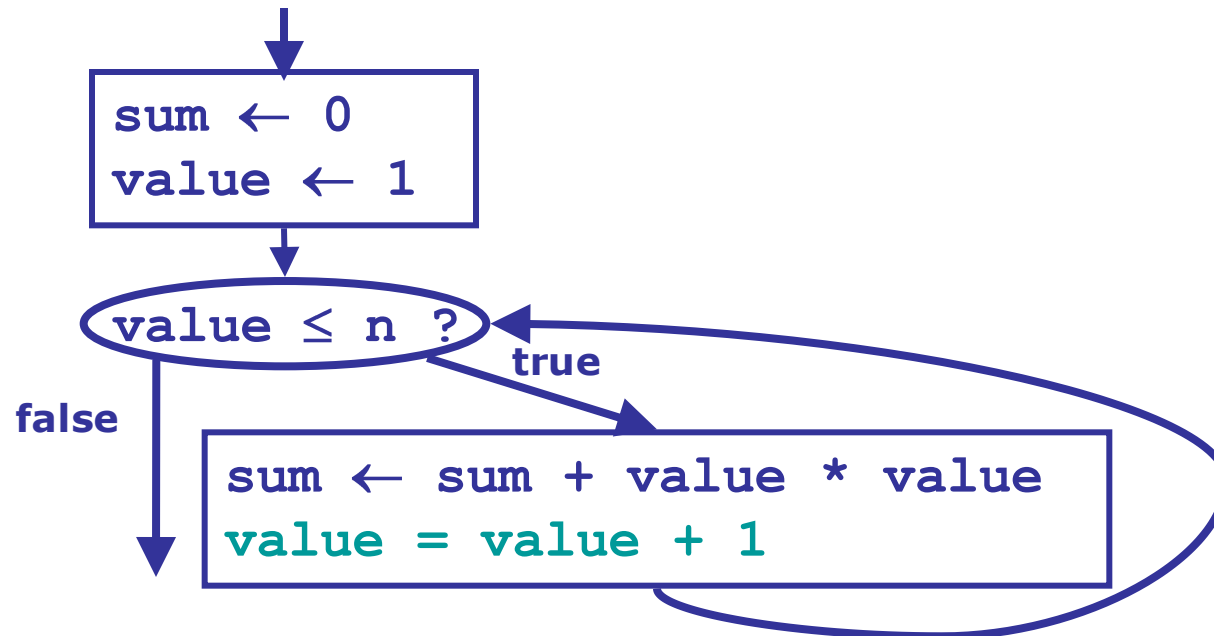 sum ← 0
value ← 1
value ≤ n ?
true
false
sum ← sum + value * value
value = value + 1